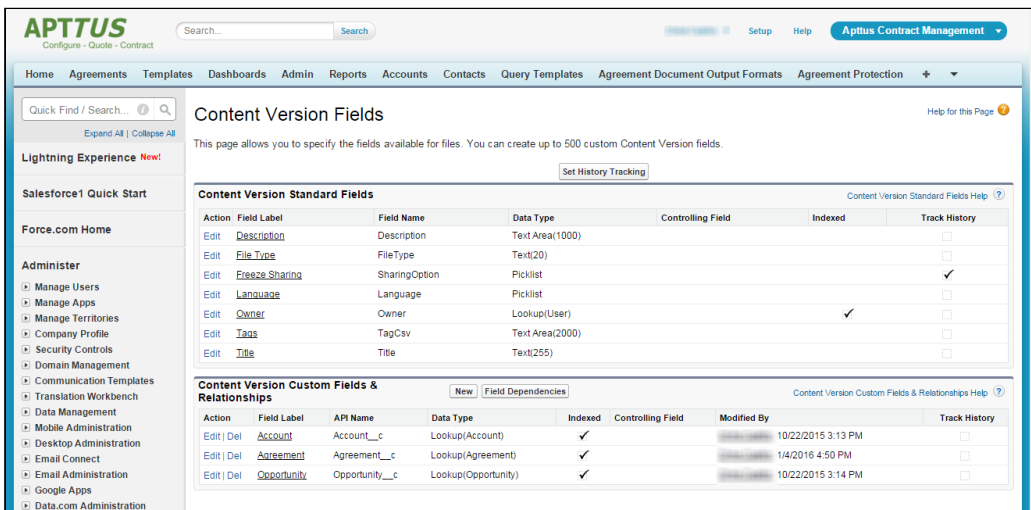 APTTUS
Configure - Quote - Contract
Search...
Search
Setup Help Apttus Contract Management
Home Agreements Templates Dashboards Admin Reports Accounts Contacts Query Templates Agreement Document Output Formats Agreement Protection +
Quick Find / Search...
Expand All | Collapse All
Lightning Experience New!
Salesforce1 Quick Start
Force.com Home
Administer
Manage Users
Manage Apps
Manage Territories
Company Profile
Security Controls
Domain Management
Communication Templates
Translation Workbench
Data Management
Mobile Administration
Desktop Administration
Email Connect
Email Administration
Google Apps
Data.com Administration
Content Version Fields
Help for this Page
This page allows you to specify the fields available for files. You can create up to 500 custom Content Version fields.
Set History Tracking
Content Version Standard Fields
Content Version Standard Fields Help ?
Action Field Label Field Name Data Type Controlling Field Indexed Track History
Edit Description Description Text Area(1000)
Edit File Type FileType Text(20)
Edit Freeze Sharing SharingOption Picklist
Edit Language Language Picklist
Edit Owner Owner Lookup(User)
Edit Tags TagCsv Text Area(2000)
Edit Title Title Text(255)
Content Version Custom Fields &
Relationships
New Field Dependencies
Content Version Custom Fields & Relationships Help ?
Action Field Label API Name Data Type Indexed Controlling Field Modified By Track History
Edit | Del Account Account__c Lookup(Account) 10/22/2015 3:13 PM
Edit | Del Agreement Agreement__c Lookup(Agreement) 1/4/2016 4:50 PM
Edit | Del Opportunity Opportunity__c Lookup(Opportunity) 10/22/2015 3:14 PM